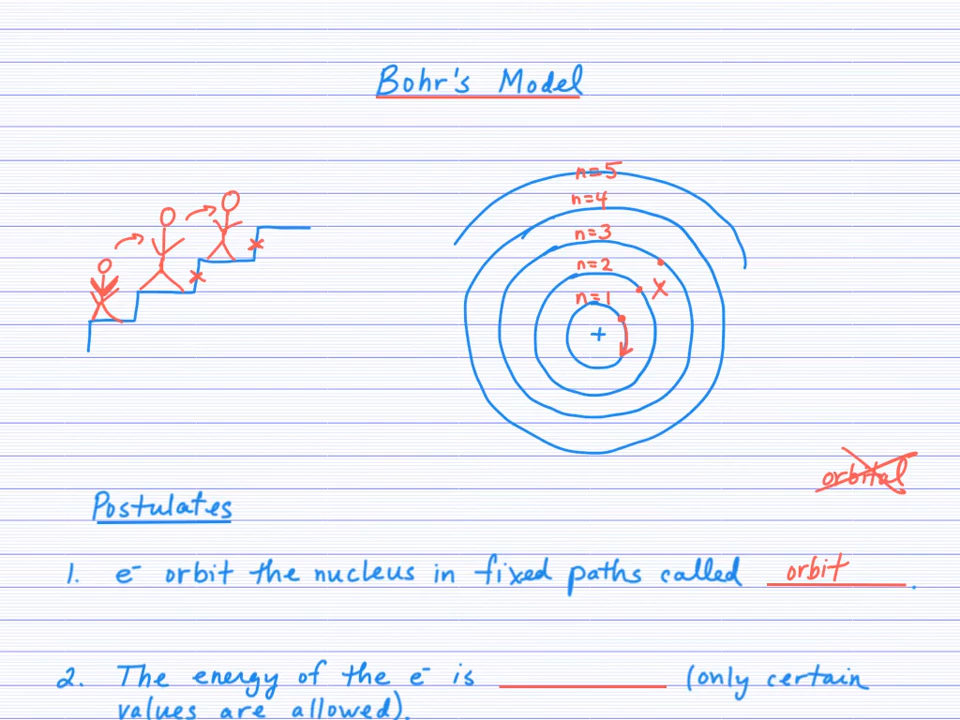 Bohr's Model
n=5
n=4
n=3
n=2
n=1
+
x
x
X
orbital
Postulates
1. e⁻ orbit the nucleus in fixed paths called orbit.
2. The energy of the e⁻ is ________ (only certain
values are allowed).